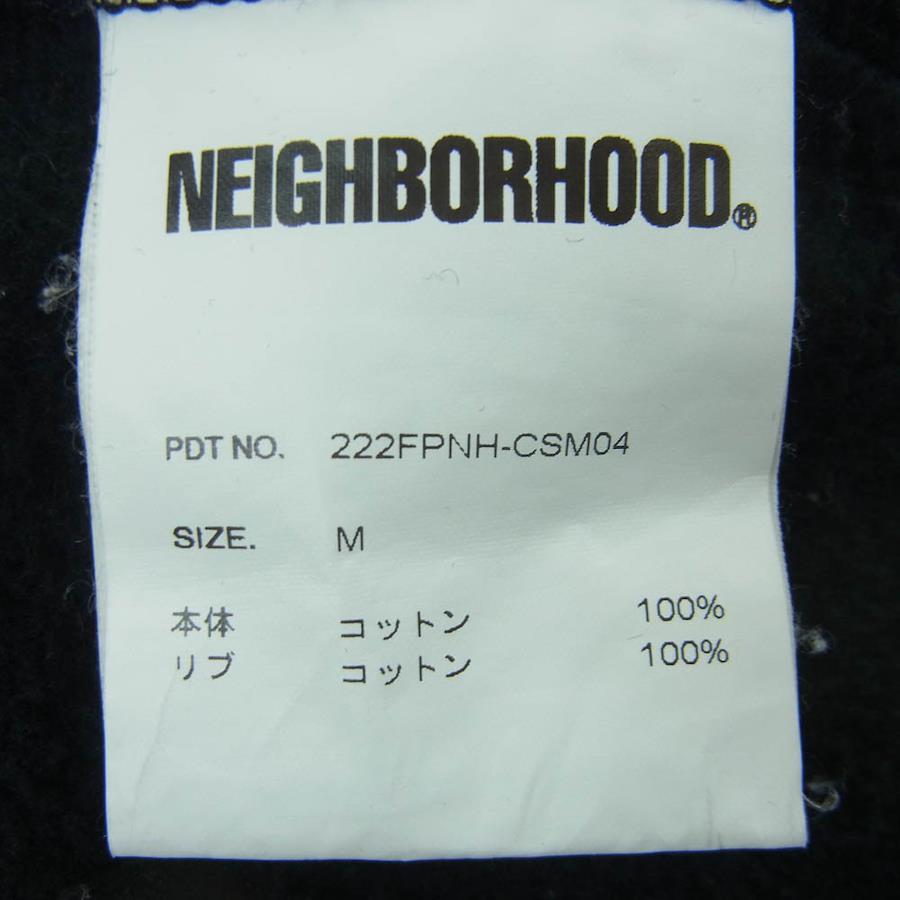 NEIGHBORHOOD®
PDT NO. 222FPNH-CSM04
SIZE. M
本体 コットン 100%
リブ コットン 100%